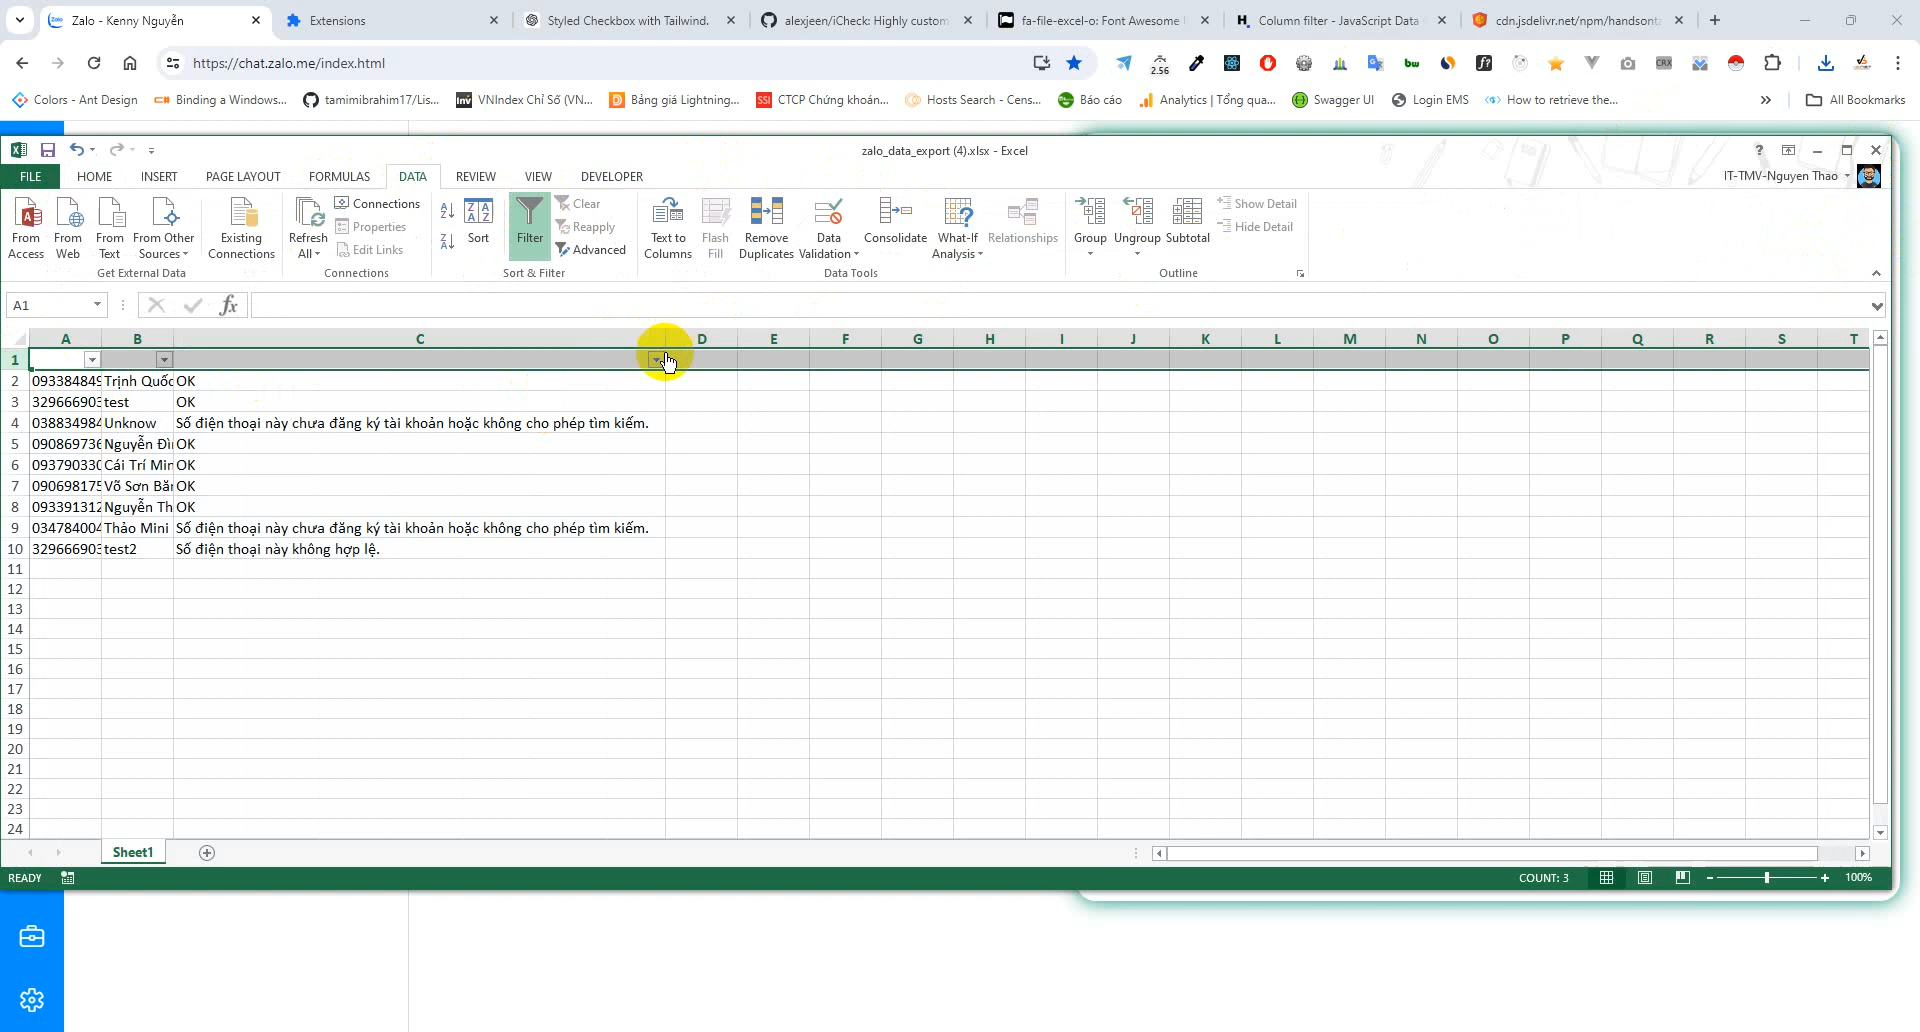 Zalo - Kenny Nguyễn
Extensions
Styled Checkbox with Tailwind.
alexjeen/iCheck: Highly custom
fa-file-excel-o: Font Awesome
Column filter - JavaScript Data
cdn.jsdelivr.net/npm/handsont
https://chat.zalo.me/index.html
2.56
bw
f?
CRX
Colors - Ant Design
Binding a Windows...
tamimibrahim17/Lis...
VNIndex Chỉ Số (VN...
Bảng giá Lightning...
CTCP Chứng khoán...
Hosts Search - Cens...
Báo cáo
Analytics | Tổng qua...
Swagger UI
Login EMS
How to retrieve the...
All Bookmarks
zalo_data_export (4).xlsx - Excel
FILE HOME INSERT PAGE LAYOUT FORMULAS DATA REVIEW VIEW DEVELOPER
IT-TMV-Nguyen Thao
From Access
From Web
From Text
From Other Sources
Existing Connections
Refresh All
Connections
Properties
Edit Links
Sort
Filter
Clear
Reapply
Advanced
Text to Columns
Flash Fill
Remove Duplicates
Data Validation
Consolidate
What-If Analysis
Relationships
Group
Ungroup
Subtotal
Show Detail
Hide Detail
Get External Data
Connections
Sort & Filter
Data Tools
Outline
A1
fx
A B C D E F G H I J K L M N O P Q R S T
1
2 093384849 Trịnh Quốc OK
3 329666903 test OK
4 038834984 Unknow Số điện thoại này chưa đăng ký tài khoản hoặc không cho phép tìm kiếm.
5 090869736 Nguyễn Đì OK
6 093790330 Cái Trí Min OK
7 090698175 Võ Sơn Băn OK
8 093391312 Nguyễn Th OK
9 034784004 Thảo Mini Số điện thoại này chưa đăng ký tài khoản hoặc không cho phép tìm kiếm.
10 329666903 test2 Số điện thoại này không hợp lệ.
11
12
13
14
15
16
17
18
19
20
21
22
23
24
Sheet1
READY
COUNT: 3
100%